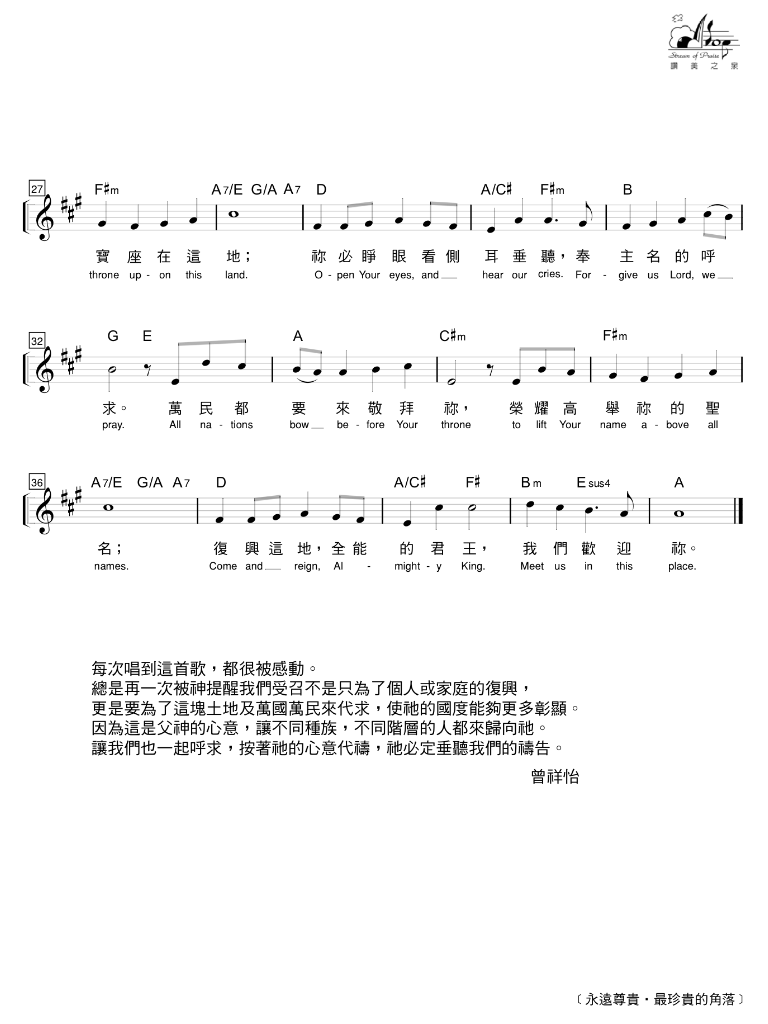 Stream of Praise
讚美之泉
27 F♯m A7/E G/A A7 D A/C♯ F♯m B
寶座在這地；祢必睜眼看側耳垂聽，奉主名的呼
throne up-on this land. O-pen Your eyes, and hear our cries. For-give us Lord, we
32 G E A C♯m F♯m
求。萬民都要來敬拜祢，榮耀高舉祢的聖
pray. All na-tions bow be-fore Your throne to lift Your name a-bove all
36 A7/E G/A A7 D A/C♯ F♯ Bm Esus4 A
名；復興這地，全能的君王，我們歡迎祢。
names. Come and reign, Al-might-y King. Meet us in this place.
每次唱到這首歌，都很被感動。
總是再一次被神提醒我們受召不是只為了個人或家庭的復興，
更是要為了這塊土地及萬國萬民來代求，使祂的國度能夠更多彰顯。
因為這是父神的心意，讓不同種族，不同階層的人都來歸向祂。
讓我們也一起呼求，按著祂的心意代禱，祂必定垂聽我們的禱告。
曾祥怡
﹝永遠尊貴・最珍貴的角落﹞